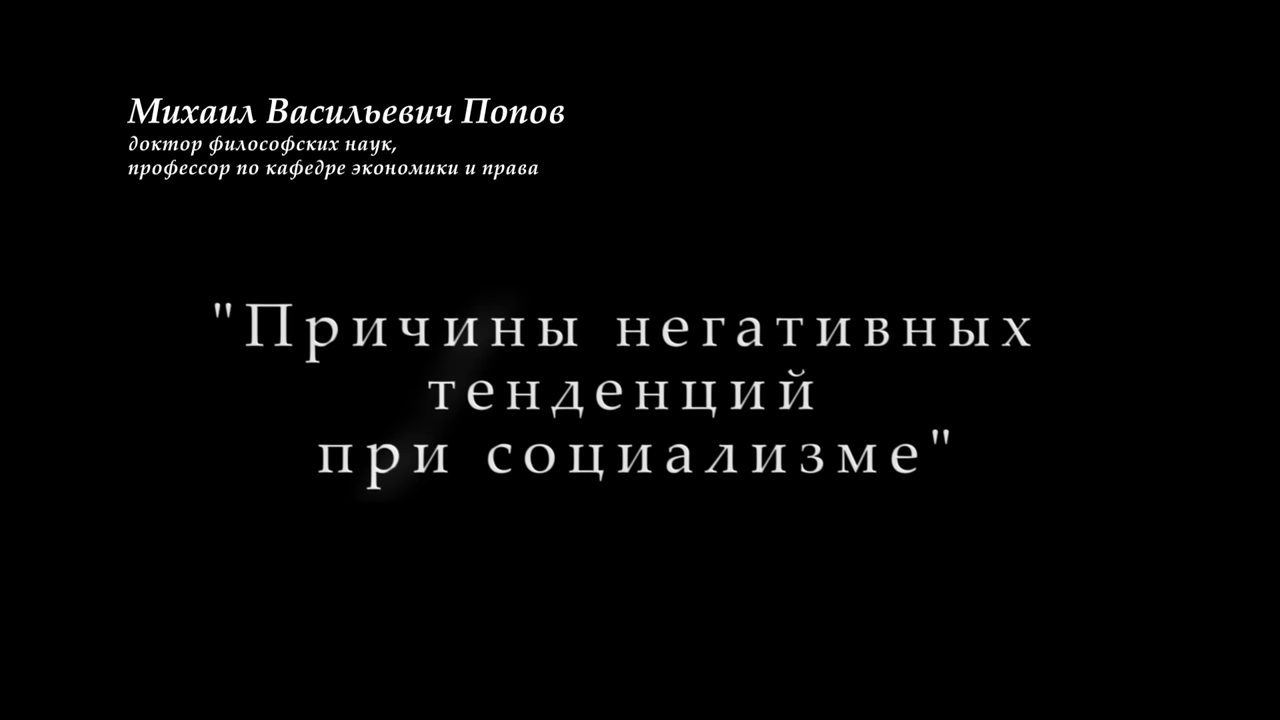 Михаил Васильевич Попов
доктор философских наук,
профессор по кафедре экономики и права
"Причины негативных
тенденций
при социализме"